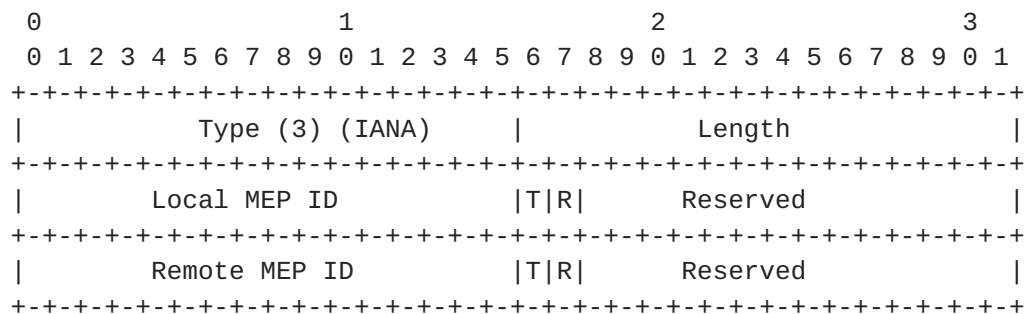 0                   1                   2                   3
 0 1 2 3 4 5 6 7 8 9 0 1 2 3 4 5 6 7 8 9 0 1 2 3 4 5 6 7 8 9 0 1
+-+-+-+-+-+-+-+-+-+-+-+-+-+-+-+-+-+-+-+-+-+-+-+-+-+-+-+-+-+-+-+-+
|           Type (3) (IANA)     |           Length              |
+-+-+-+-+-+-+-+-+-+-+-+-+-+-+-+-+-+-+-+-+-+-+-+-+-+-+-+-+-+-+-+-+
|        Local MEP ID           |T|R|      Reserved             |
+-+-+-+-+-+-+-+-+-+-+-+-+-+-+-+-+-+-+-+-+-+-+-+-+-+-+-+-+-+-+-+-+
|        Remote MEP ID          |T|R|      Reserved             |
+-+-+-+-+-+-+-+-+-+-+-+-+-+-+-+-+-+-+-+-+-+-+-+-+-+-+-+-+-+-+-+-+